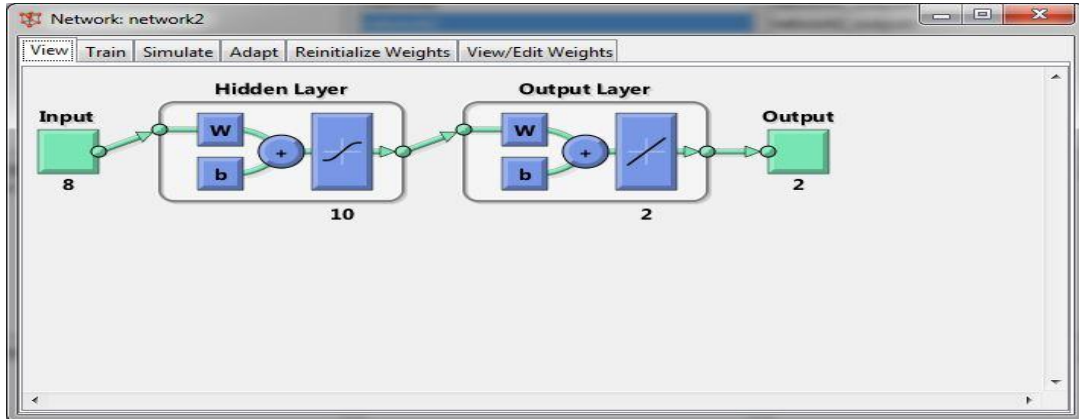 Network: network2
View Train Simulate Adapt Reinitialize Weights View/Edit Weights
Hidden Layer Output Layer
Input Output
W W
+ +
b b
8 2
10 2